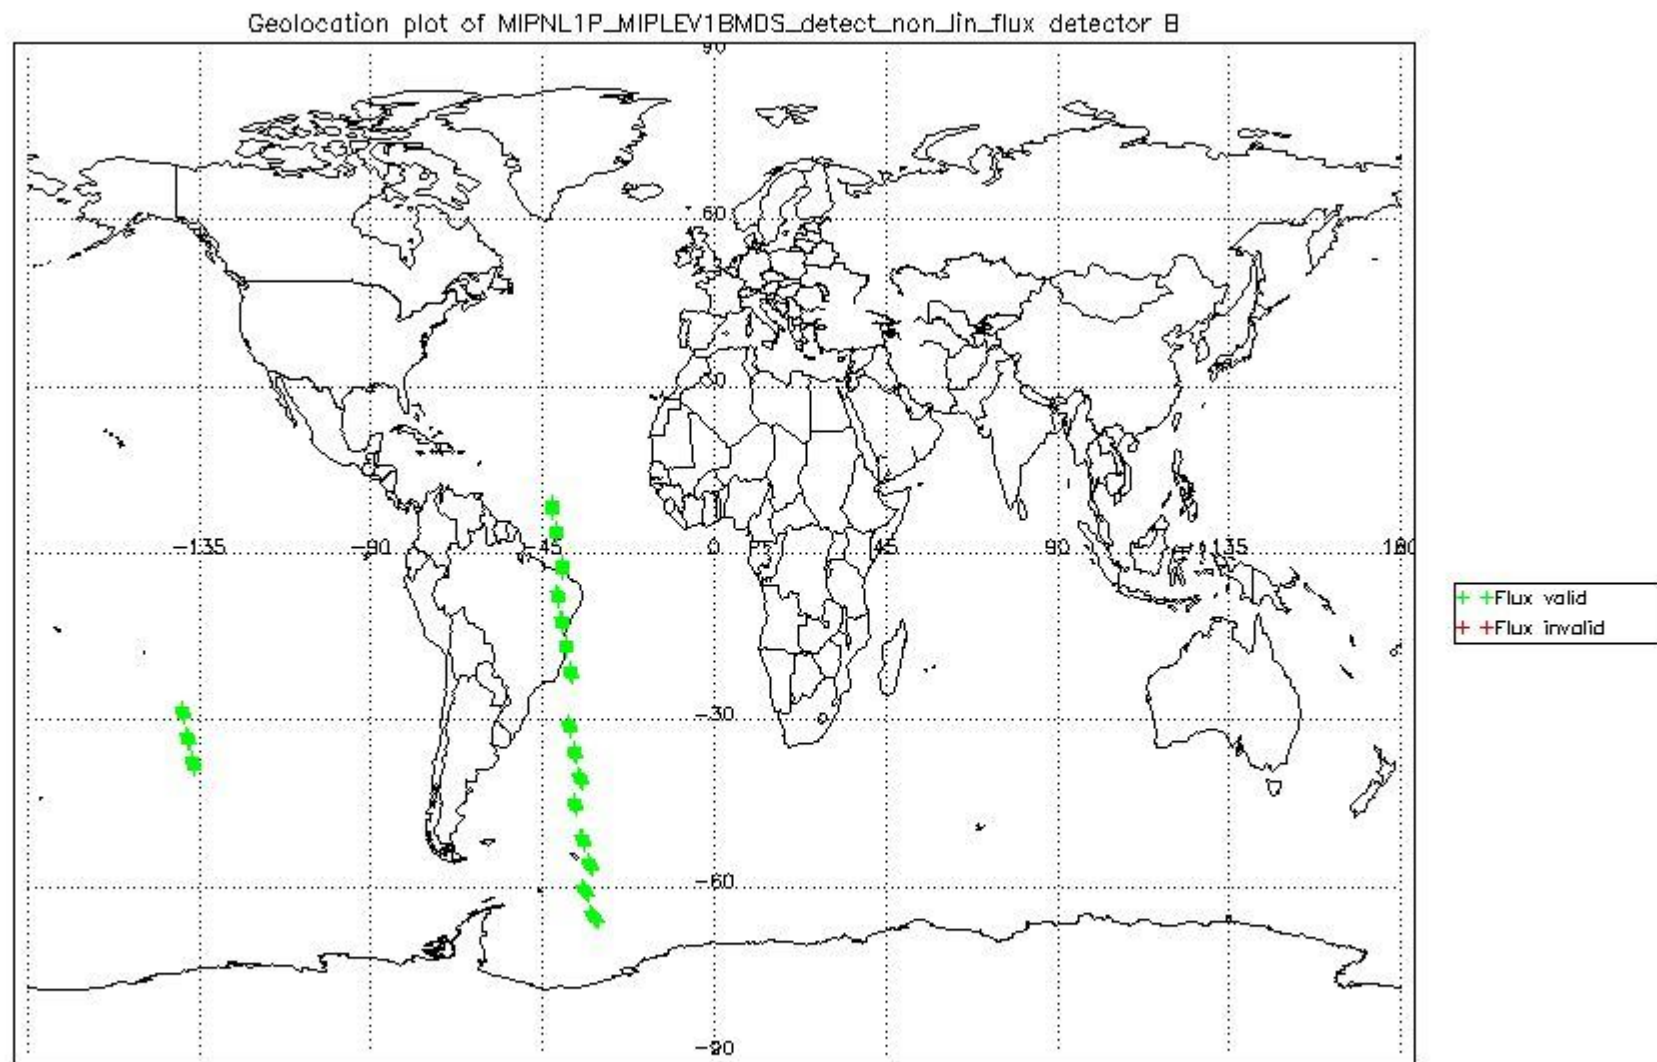 Geolocation plot of MIPNL1P_MIPLEV1BMDS_detect_non_lin_flux detector B
90
60
-135 -90 -45 0 45 90 135 180
-30
-60
-90
+ +Flux valid
+ +Flux invalid